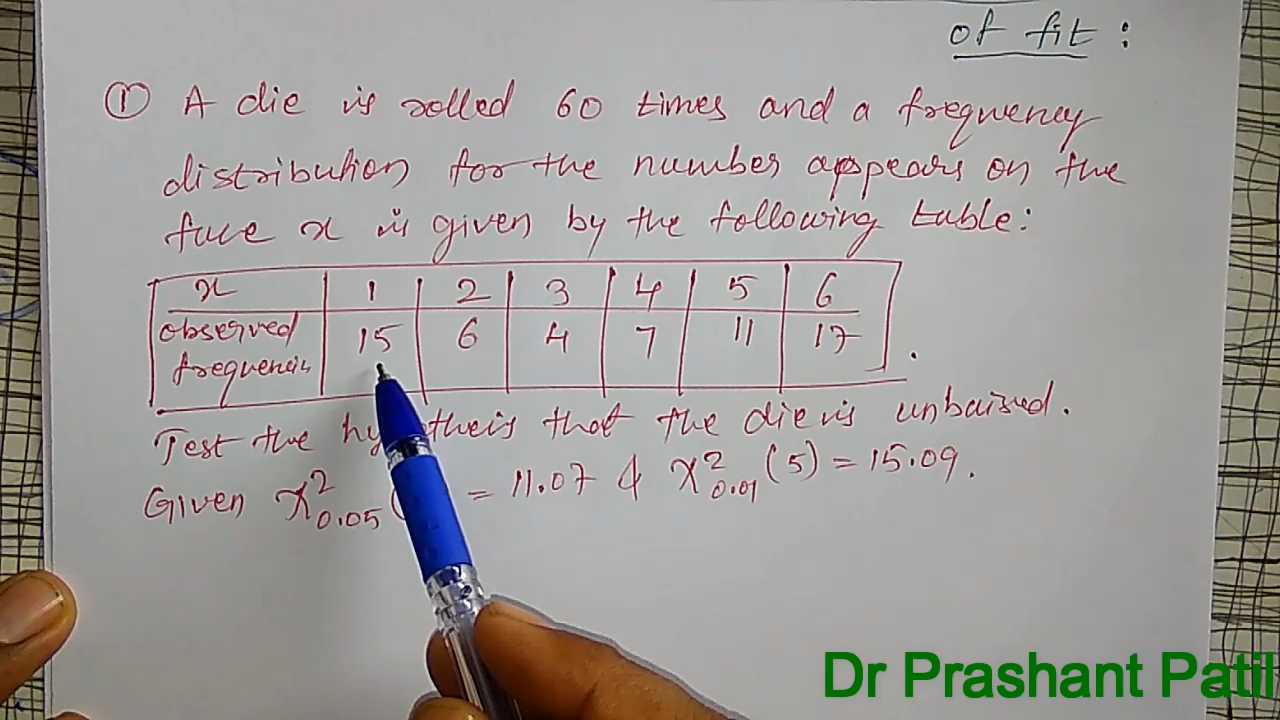 of fit :
① A die is rolled 60 times and a frequency
distribution for the number appears on the
face x is given by the following table :
x 1 2 3 4 5 6
observed 15 6 4 7 11 17
frequencies .
Test the hy otheis that the die is unbaised .
Given χ²0.05 ( = 11.07 & χ²0.01 (5) = 15.09 .
Dr Prashant Patil